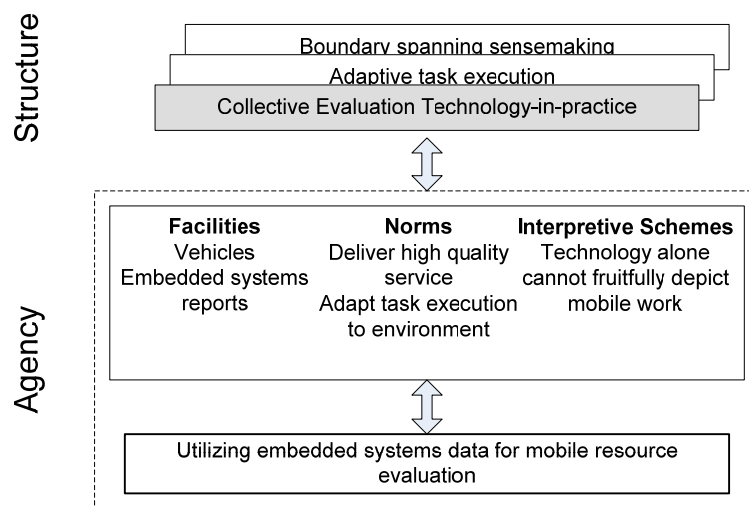 Structure
Boundary spanning sensemaking
Adaptive task execution
Collective Evaluation Technology-in-practice
Agency
Facilities
Vehicles
Embedded systems
reports
Norms
Deliver high quality
service
Adapt task execution
to environment
Interpretive Schemes
Technology alone
cannot fruitfully depict
mobile work
Utilizing embedded systems data for mobile resource
evaluation